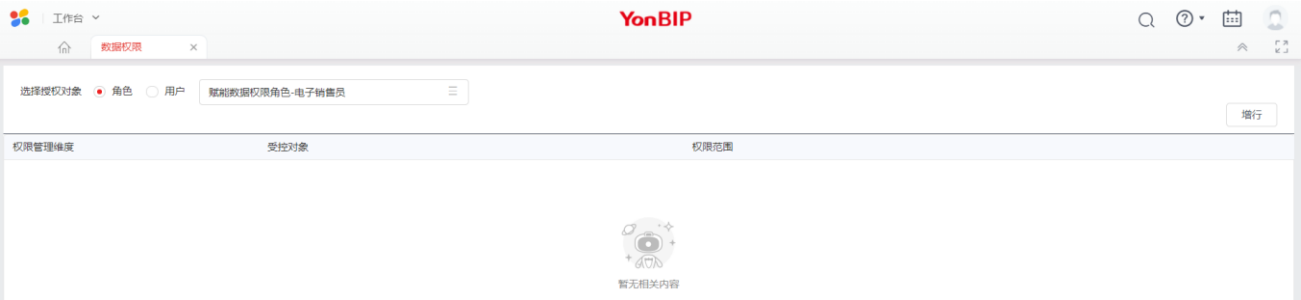 工作台
YonBIP
数据权限
选择授权对象 角色 用户 赋能数据权限角色-电子销售员
增行
权限管理维度 受控对象 权限范围
暂无相关内容